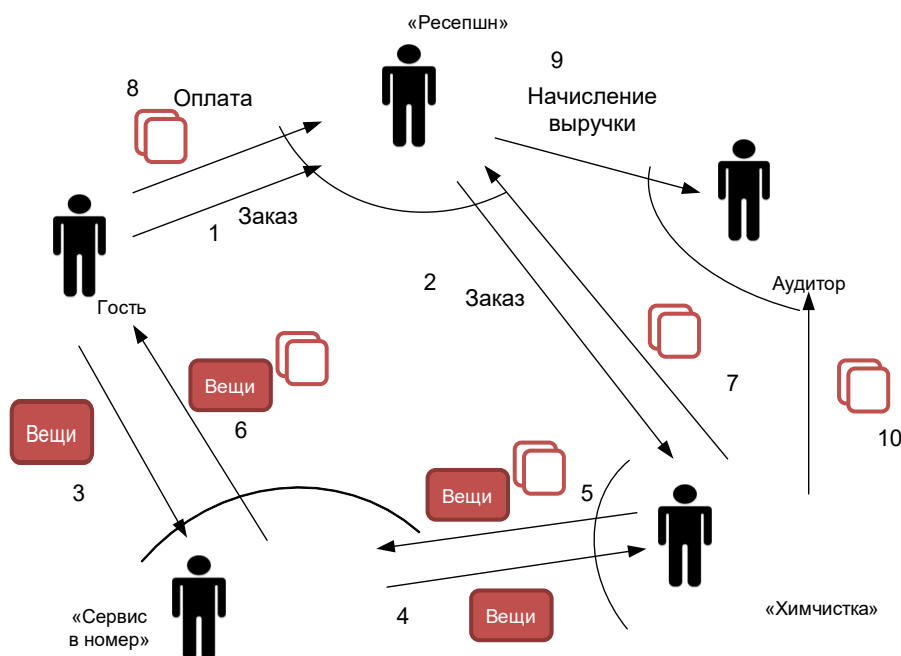 «Ресепшн»
9
8
Оплата
Начисление
выручки
1
Заказ
2
Заказ
Аудитор
Гость
Вещи
6
7
Вещи
3
10
Вещи
5
4
Вещи
«Сервис
в номер»
«Химчистка»